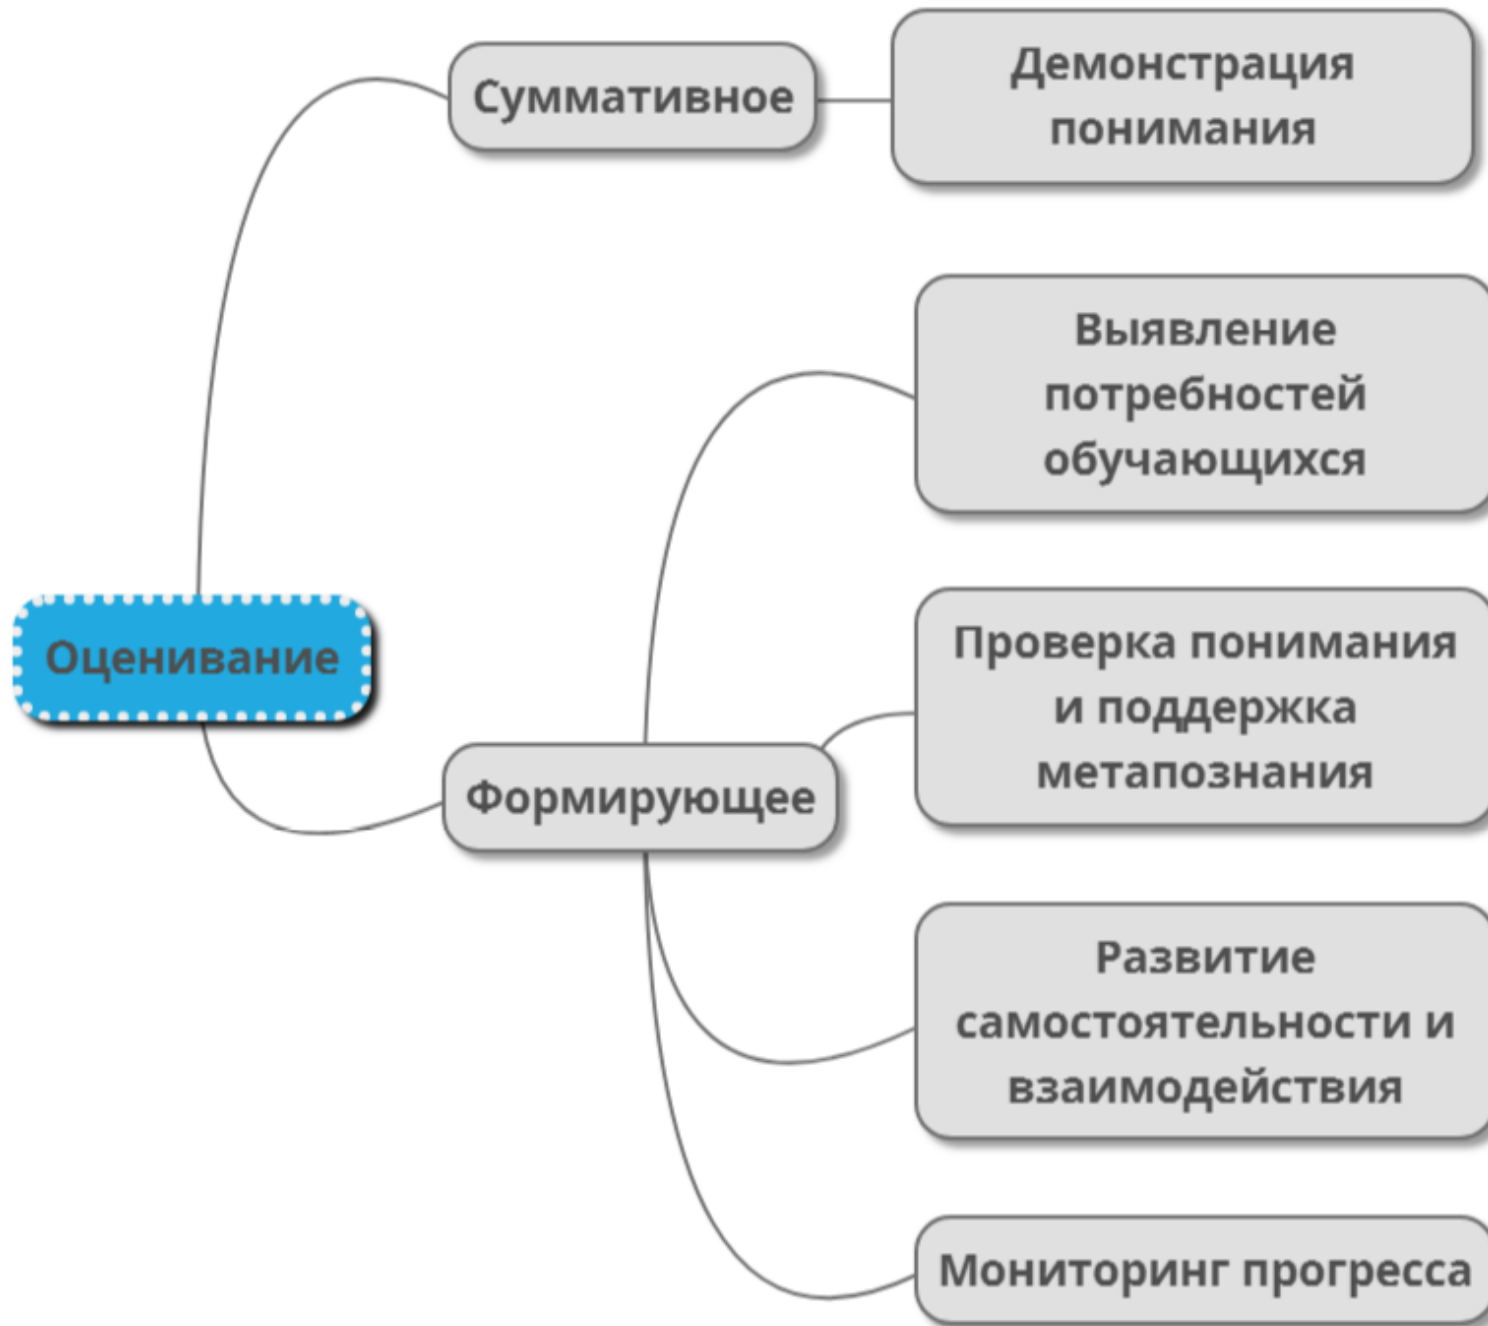 Суммативное
Демонстрация
понимания
Выявление
потребностей
обучающихся
Оценивание
Проверка понимания
и поддержка
метапознания
Формирующее
Развитие
самостоятельности и
взаимодействия
Мониторинг прогресса